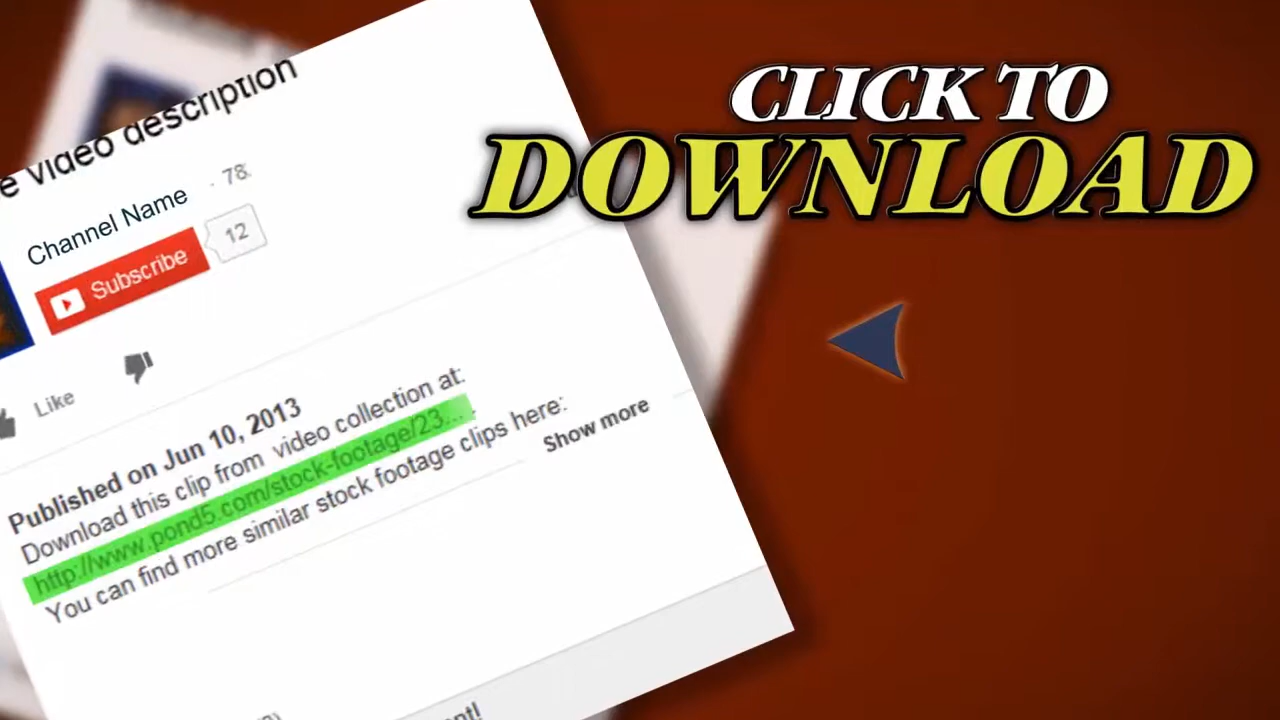 CLICK TO
DOWNLOAD
e video description
Channel Name
78
Subscribe
12
Like
Published on Jun 10, 2013
Download this clip from video collection at:
http://www.pond5.com/stock-footage/23...
You can find more similar stock footage clips here:
Show more